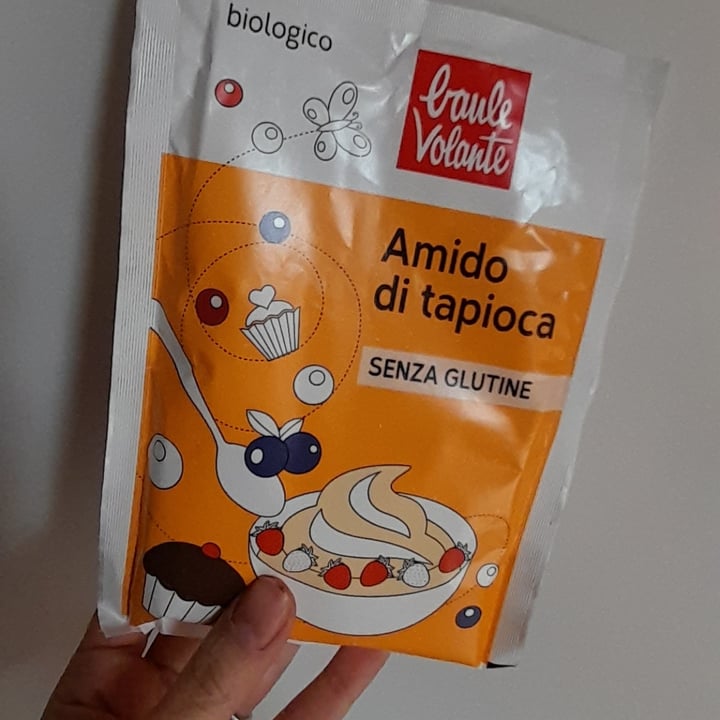 biologico
baule
Volante
Amido
di tapioca
SENZA GLUTINE